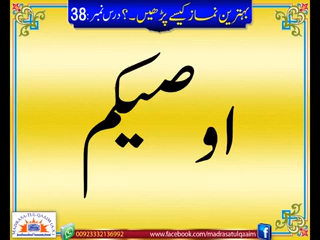 بہترین نماز کیسے پڑھیں۔؟ درس نمبر:38
اوصیکم
MADRASA-TUL-QAAIM (A.S)
00923332136992 www.facebook.com/madrasatulqaaim